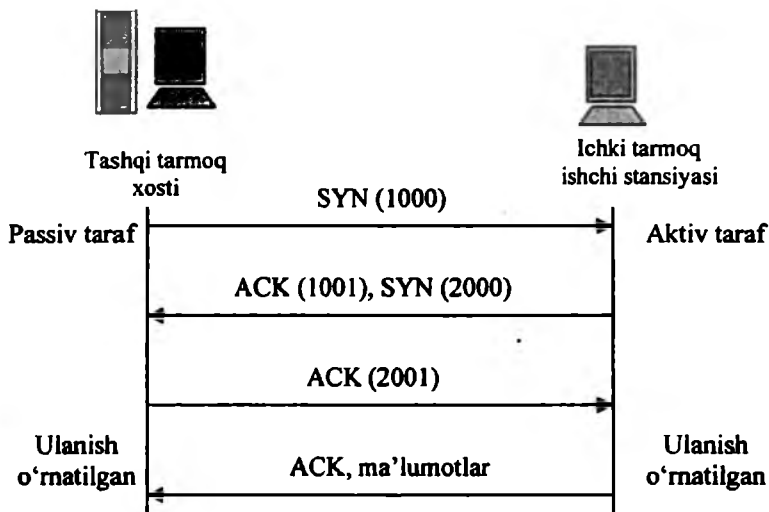 Tashqi tarmoq
xosti
Ichki tarmoq
ishchi stansiyasi
SYN (1000)
Passiv taraf
Aktiv taraf
ACK (1001), SYN (2000)
ACK (2001)
Ulanish
o‘rnatilgan
ACK, ma’lumotlar
Ulanish
o‘rnatilgan